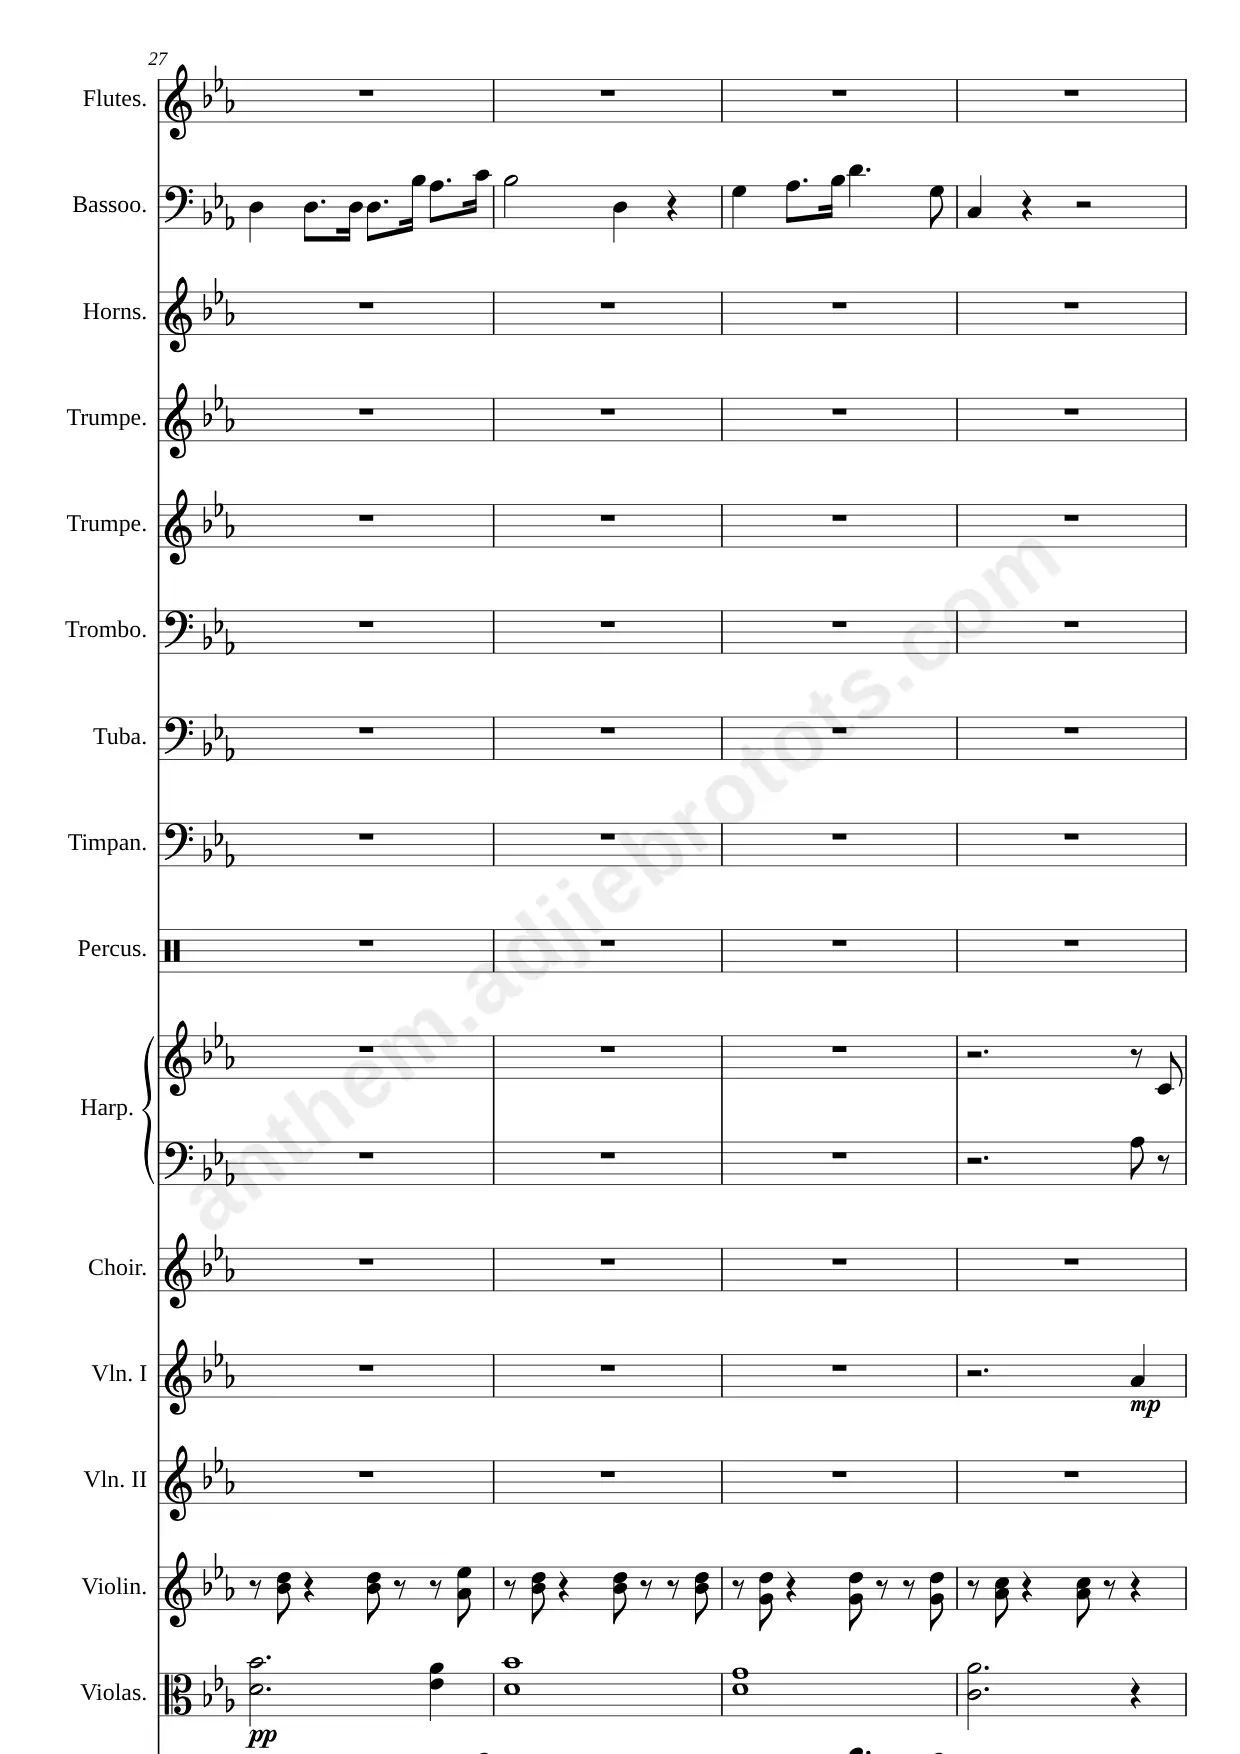 27
Flutes.
Bassoo.
Horns.
Trumpe.
Trumpe.
Trombo.
Tuba.
Timpan.
Percus.
Harp.
Choir.
Vln. I
mp
Vln. II
Violin.
Violas.
pp
anthem.adjiebrotots.com